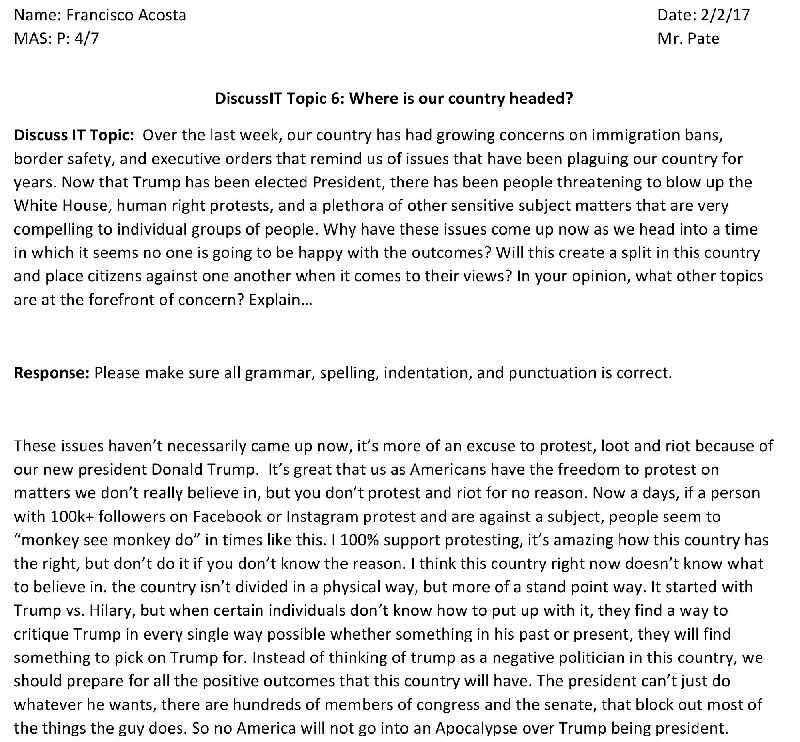 Name: Francisco Acosta Date: 2/2/17
MAS: P: 4/7 Mr. Pate
DiscussIT Topic 6: Where is our country headed?
Discuss IT Topic: Over the last week, our country has had growing concerns on immigration bans,
border safety, and executive orders that remind us of issues that have been plaguing our country for
years. Now that Trump has been elected President, there has been people threatening to blow up the
White House, human right protests, and a plethora of other sensitive subject matters that are very
compelling to individual groups of people. Why have these issues come up now as we head into a time
in which it seems no one is going to be happy with the outcomes? Will this create a split in this country
and place citizens against one another when it comes to their views? In your opinion, what other topics
are at the forefront of concern? Explain...
Response: Please make sure all grammar, spelling, indentation, and punctuation is correct.
These issues haven't necessarily came up now, it's more of an excuse to protest, loot and riot because of
our new president Donald Trump. It's great that us as Americans have the freedom to protest on
matters we don't really believe in, but you don't protest and riot for no reason. Now a days, if a person
with 100k+ followers on Facebook or Instagram protest and are against a subject, people seem to
"monkey see monkey do" in times like this. I 100% support protesting, it's amazing how this country has
the right, but don't do it if you don't know the reason. I think this country right now doesn't know what
to believe in. the country isn't divided in a physical way, but more of a stand point way. It started with
Trump vs. Hilary, but when certain individuals don't know how to put up with it, they find a way to
critique Trump in every single way possible whether something in his past or present, they will find
something to pick on Trump for. Instead of thinking of trump as a negative politician in this country, we
should prepare for all the positive outcomes that this country will have. The president can't just do
whatever he wants, there are hundreds of members of congress and the senate, that block out most of
the things the guy does. So no America will not go into an Apocalypse over Trump being president.